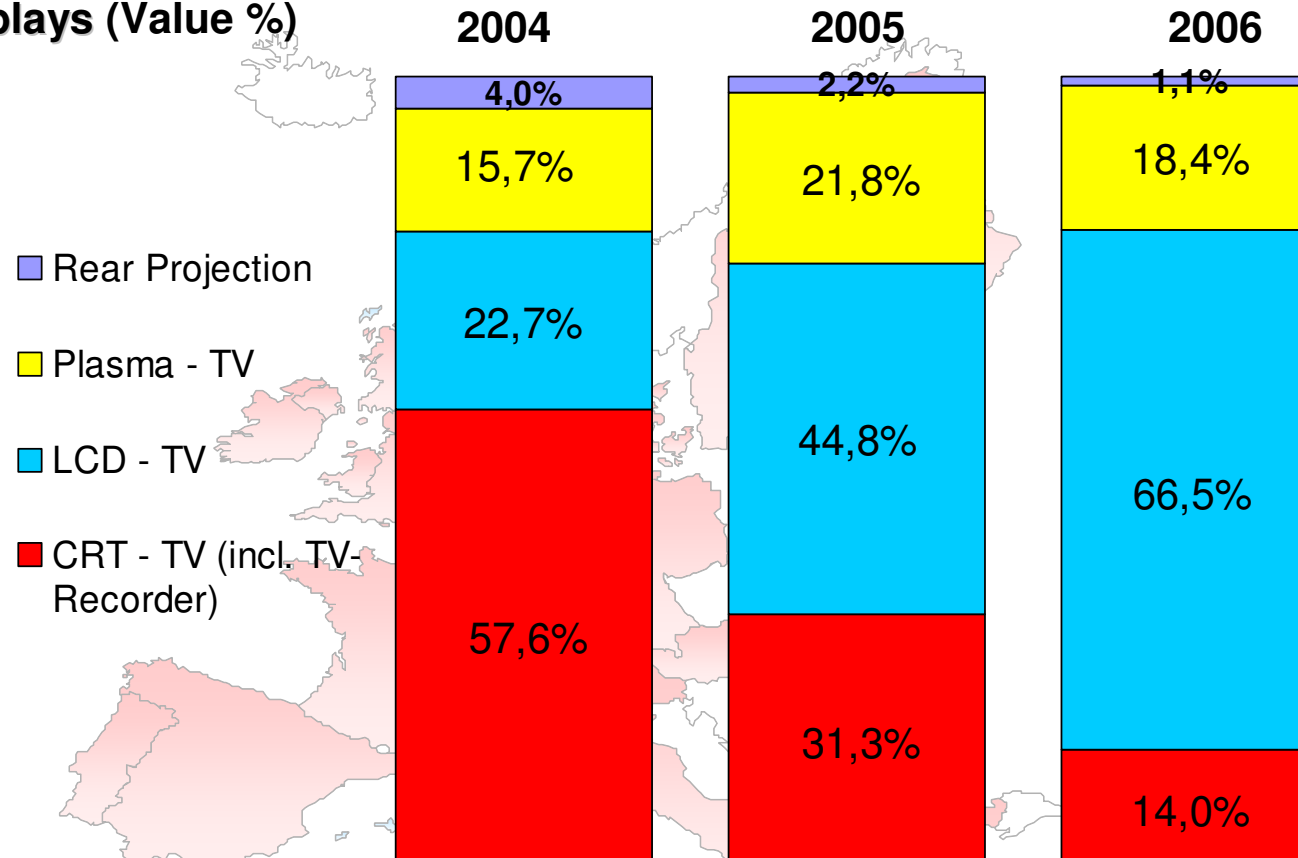 (Value %)
2004 2005 2006
4,0% 2,2% 1,1%
15,7% 21,8% 18,4%
Rear Projection
Plasma - TV
22,7% 44,8% 66,5%
LCD - TV
CRT - TV (incl. TV-
Recorder)
57,6% 31,3% 14,0%